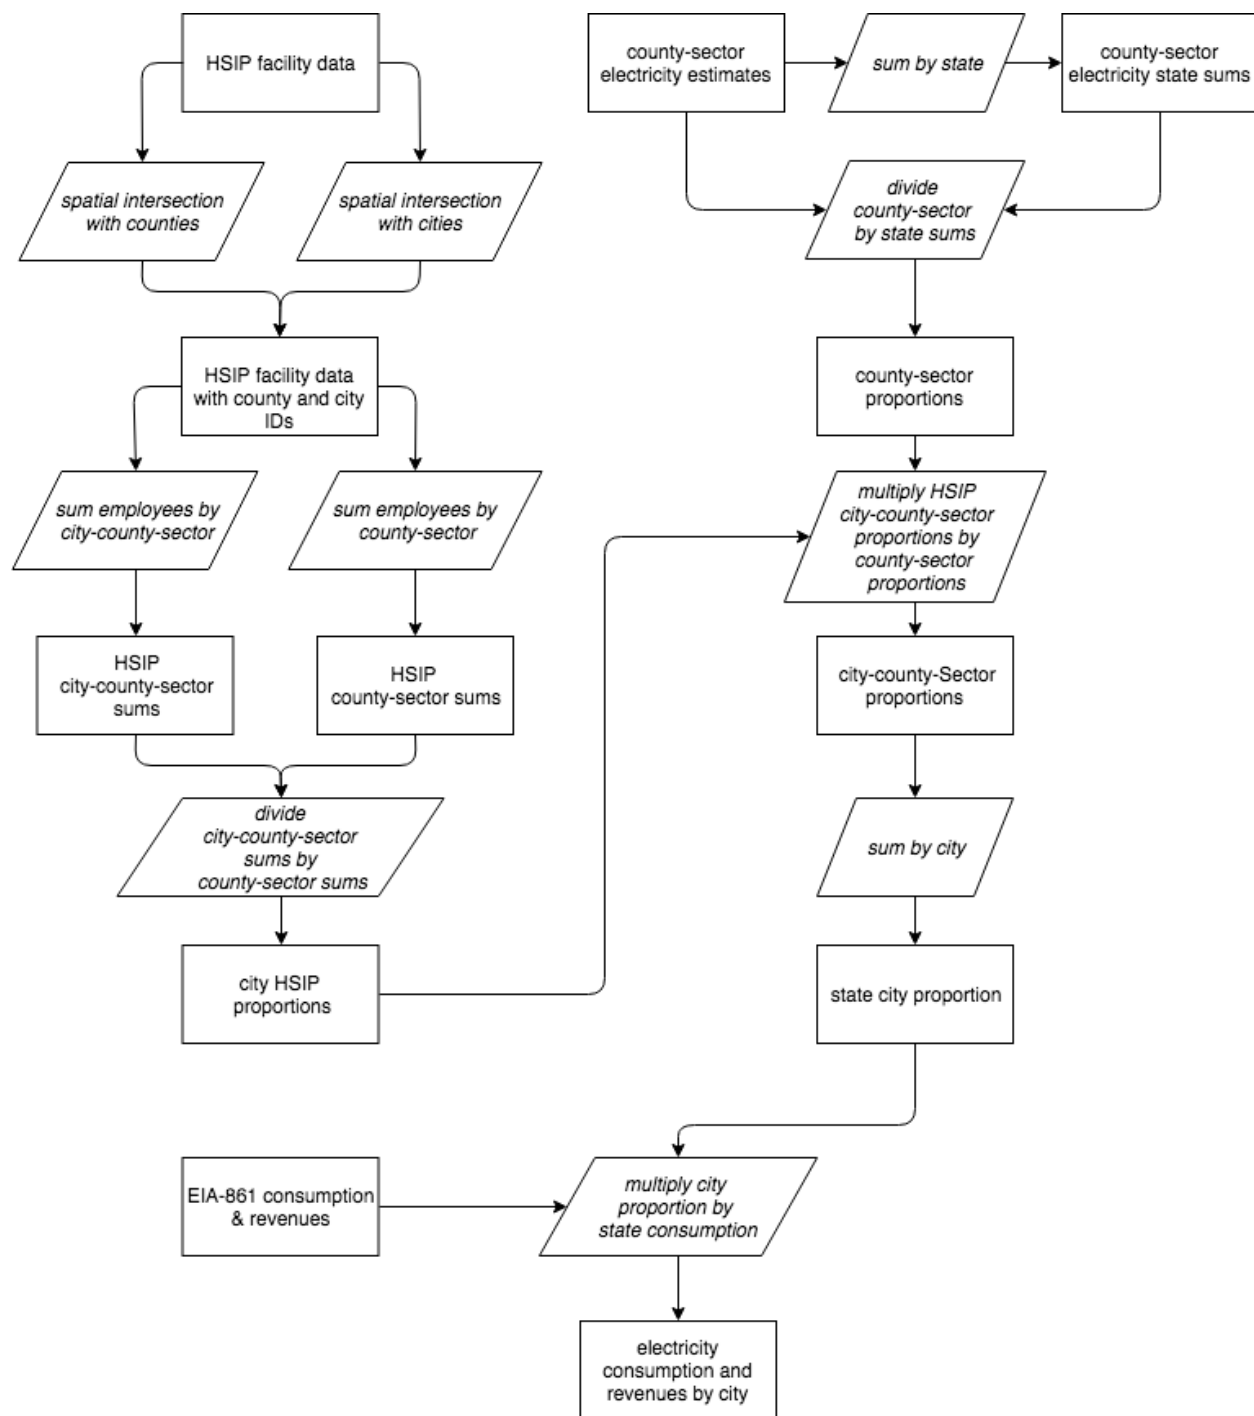 HSIP facility data
county-sector
electricity estimates
sum by state
county-sector
electricity state sums
spatial intersection
with counties
spatial intersection
with cities
divide
county-sector
by state sums
HSIP facility data
with county and city
IDs
county-sector
proportions
sum employees by
city-county-sector
sum employees by
county-sector
multiply HSIP
city-county-sector
proportions by
county-sector
proportions
HSIP
city-county-sector
sums
HSIP
county-sector sums
city-county-Sector
proportions
divide
city-county-sector
sums by
county-sector sums
sum by city
city HSIP
proportions
state city proportion
EIA-861 consumption
& revenues
multiply city
proportion by
state consumption
electricity
consumption and
revenues by city